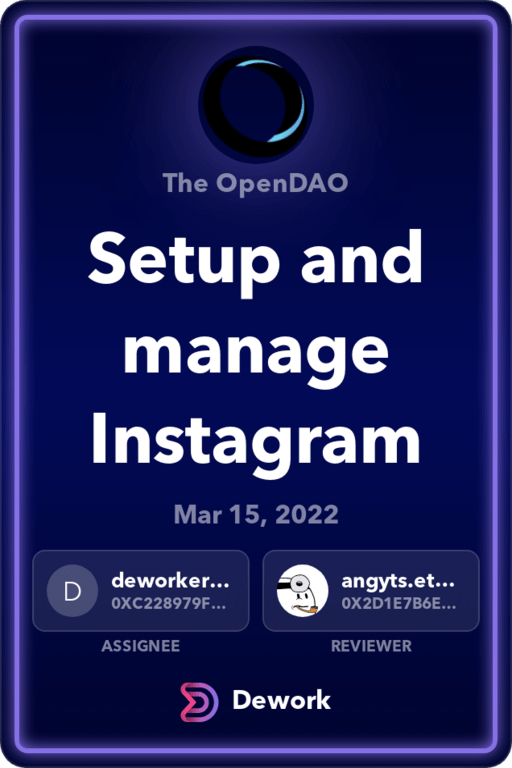 The OpenDAO
Setup and
manage
Instagram
Mar 15, 2022
D
deworker...
0XC228979F...
ASSIGNEE
angyts.et...
0X2D1E7B6E...
REVIEWER
Dework